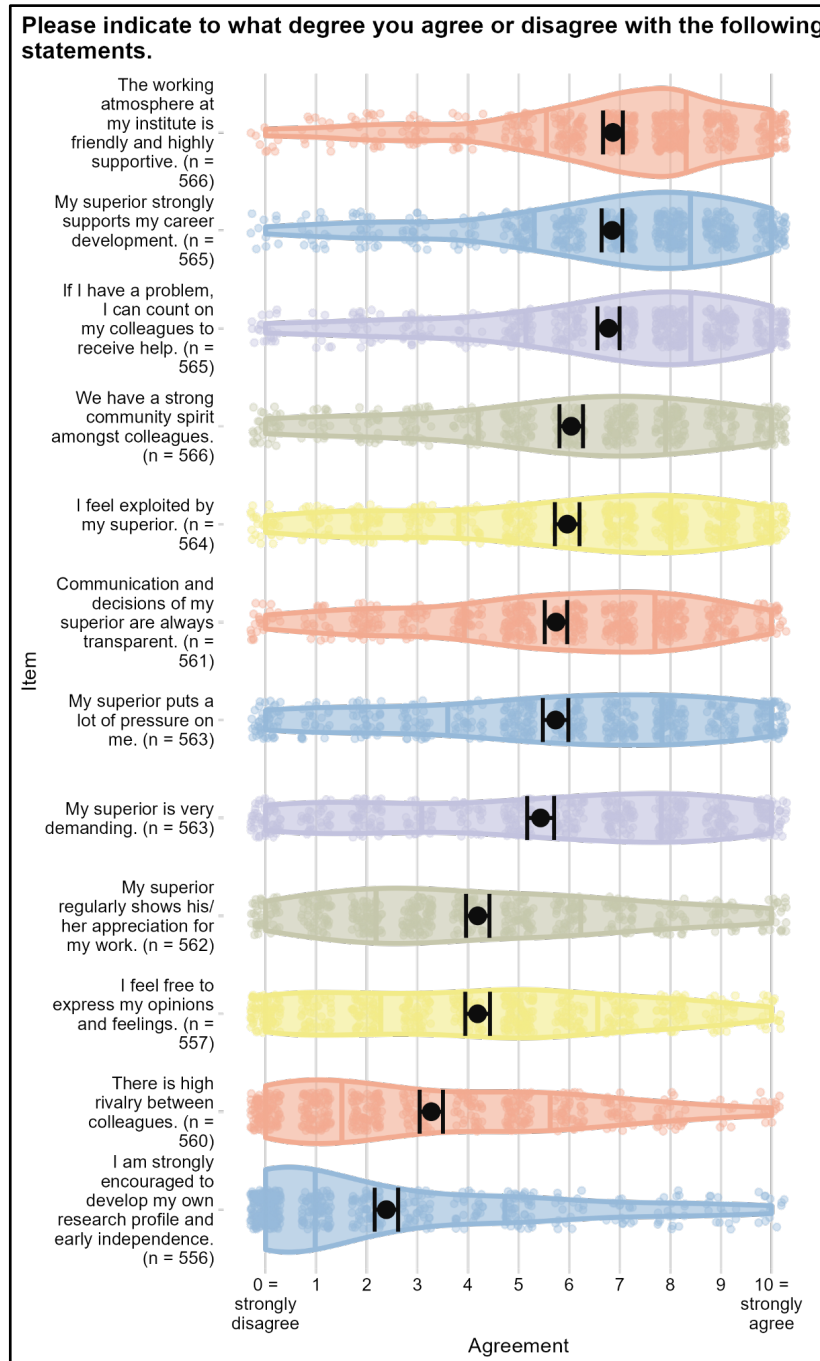 Please indicate to what degree you agree or disagree with the following
statements.
The working
atmosphere at
my institute is
friendly and highly
supportive. (n =
566)
My superior strongly
supports my career
development. (n =
565)
If I have a problem,
I can count on
my colleagues to
receive help. (n =
565)
We have a strong
community spirit
amongst colleagues.
(n = 566)
I feel exploited by
my superior. (n =
564)
Communication and
decisions of my
superior are always
transparent. (n =
561)
My superior puts a
lot of pressure on
me. (n = 563)
My superior is very
demanding. (n = 563)
My superior
regularly shows his/
her appreciation for
my work. (n = 562)
I feel free to
express my opinions
and feelings. (n =
557)
There is high
rivalry between
colleagues. (n =
560)
I am strongly
encouraged to
develop my own
research profile and
early independence.
(n = 556)
Item
0 = 1 2 3 4 5 6 7 8 9 10 =
strongly strongly
disagree agree
Agreement